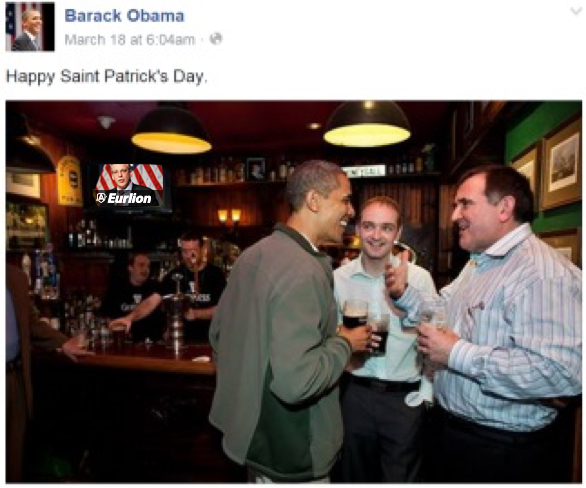 Barack Obama
March 18 at 6:04am
Happy Saint Patrick's Day.
Eurlion